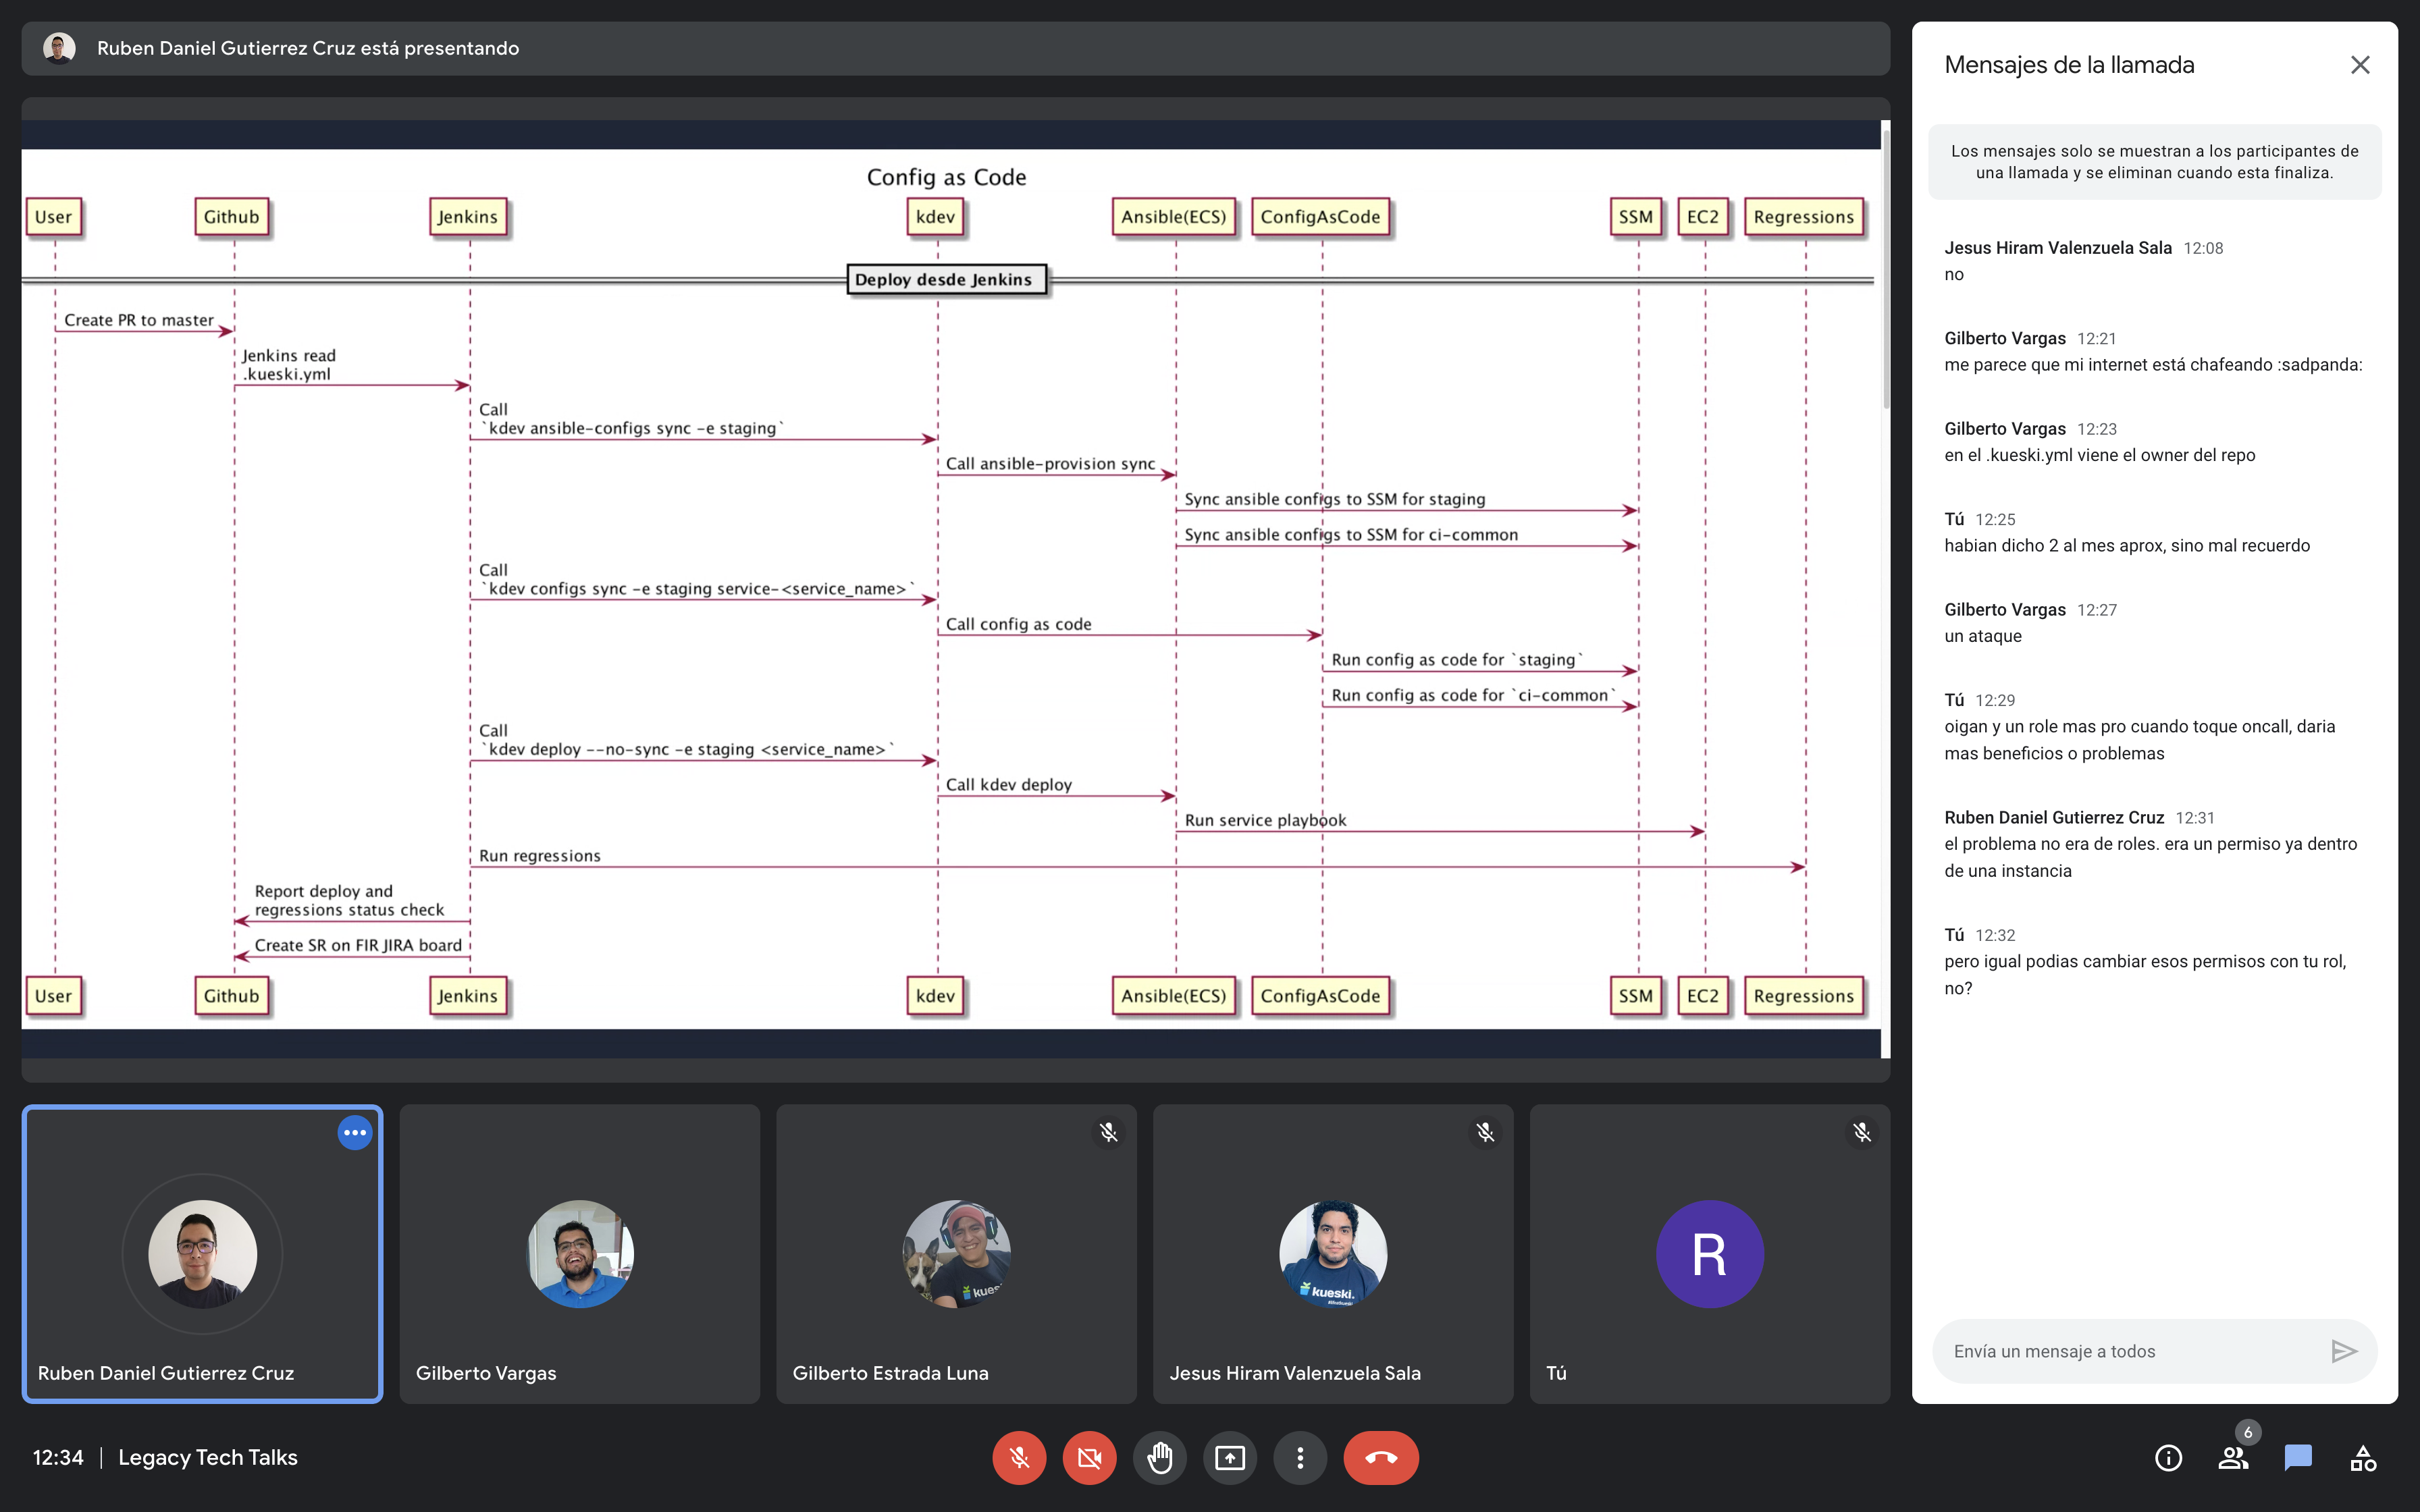 Ruben Daniel Gutierrez Cruz está presentando
Config as Code
User
Github
Jenkins
kdev
Ansible(ECS)
ConfigAsCode
SSM
EC2
Regressions
Deploy desde Jenkins
Create PR to master
Jenkins read
.kueski.yml
Call
`kdev ansible-configs sync -e staging`
Call ansible-provision sync
Sync ansible configs to SSM for staging
Sync ansible configs to SSM for ci-common
Call
`kdev configs sync -e staging service-<service_name>`
Call config as code
Run config as code for `staging`
Run config as code for `ci-common`
Call
`kdev deploy --no-sync -e staging <service_name>`
Call kdev deploy
Run service playbook
Run regressions
Report deploy and
regressions status check
Create SR on FIR JIRA board
User
Github
Jenkins
kdev
Ansible(ECS)
ConfigAsCode
SSM
EC2
Regressions
Ruben Daniel Gutierrez Cruz
Gilberto Vargas
kues
Gilberto Estrada Luna
kueski.
Jesus Hiram Valenzuela Sala
R
Tú
12:34 | Legacy Tech Talks
6
Mensajes de la llamada
Los mensajes solo se muestran a los participantes de
una llamada y se eliminan cuando esta finaliza.
Jesus Hiram Valenzuela Sala 12:08
no
Gilberto Vargas 12:21
me parece que mi internet está chafeando :sadpanda:
Gilberto Vargas 12:23
en el .kueski.yml viene el owner del repo
Tú 12:25
habian dicho 2 al mes aprox, sino mal recuerdo
Gilberto Vargas 12:27
un ataque
Tú 12:29
oigan y un role mas pro cuando toque oncall, daria
mas beneficios o problemas
Ruben Daniel Gutierrez Cruz 12:31
el problema no era de roles. era un permiso ya dentro
de una instancia
Tú 12:32
pero igual podias cambiar esos permisos con tu rol,
no?
Envía un mensaje a todos